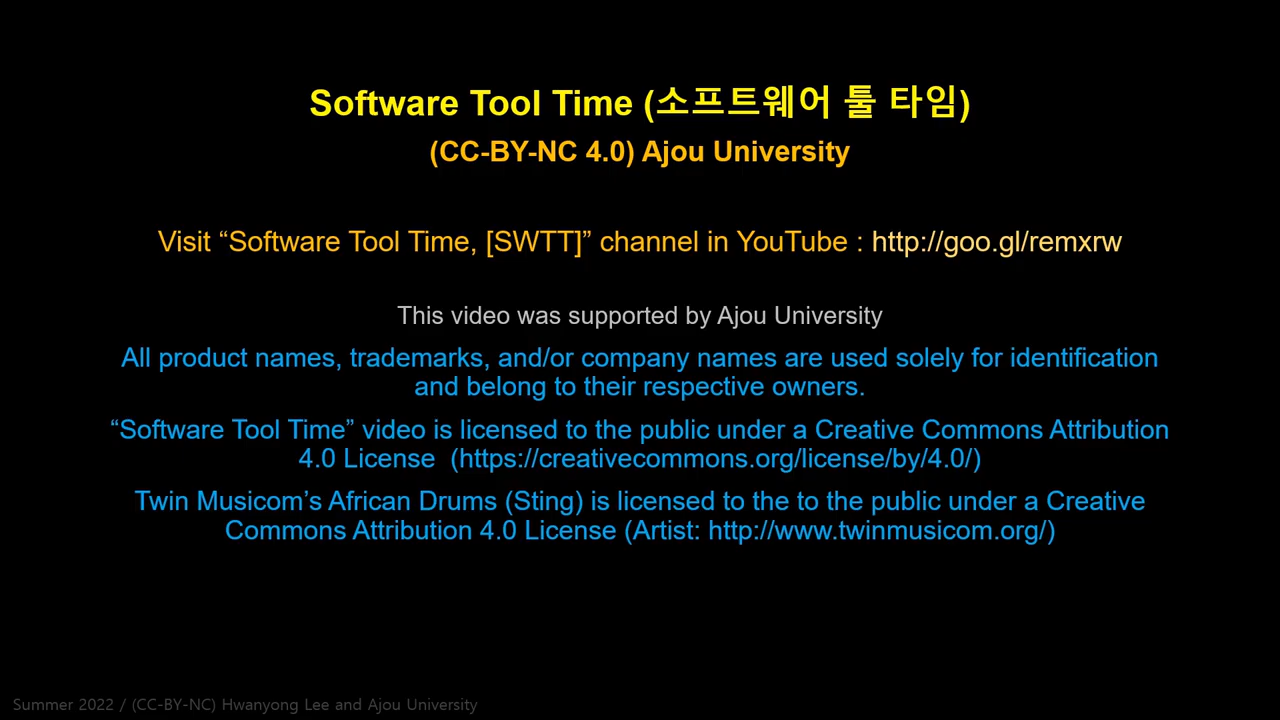 Software Tool Time (소프트웨어 툴 타임)
(CC-BY-NC 4.0) Ajou University
Visit “Software Tool Time, [SWTT]” channel in YouTube : http://goo.gl/remxrw
This video was supported by Ajou University
All product names, trademarks, and/or company names are used solely for identification
and belong to their respective owners.
“Software Tool Time” video is licensed to the public under a Creative Commons Attribution
4.0 License  (https://creativecommons.org/license/by/4.0/)
Twin Musicom’s African Drums (Sting) is licensed to the to the public under a Creative
Commons Attribution 4.0 License (Artist: http://www.twinmusicom.org/)
Summer 2022 / (CC-BY-NC) Hwanyong Lee and Ajou University